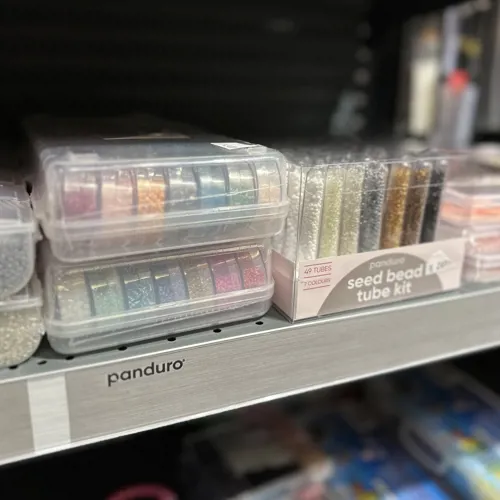 49 TUBES
7 COLOURS
panduro
seed bead
tube kit
panduro